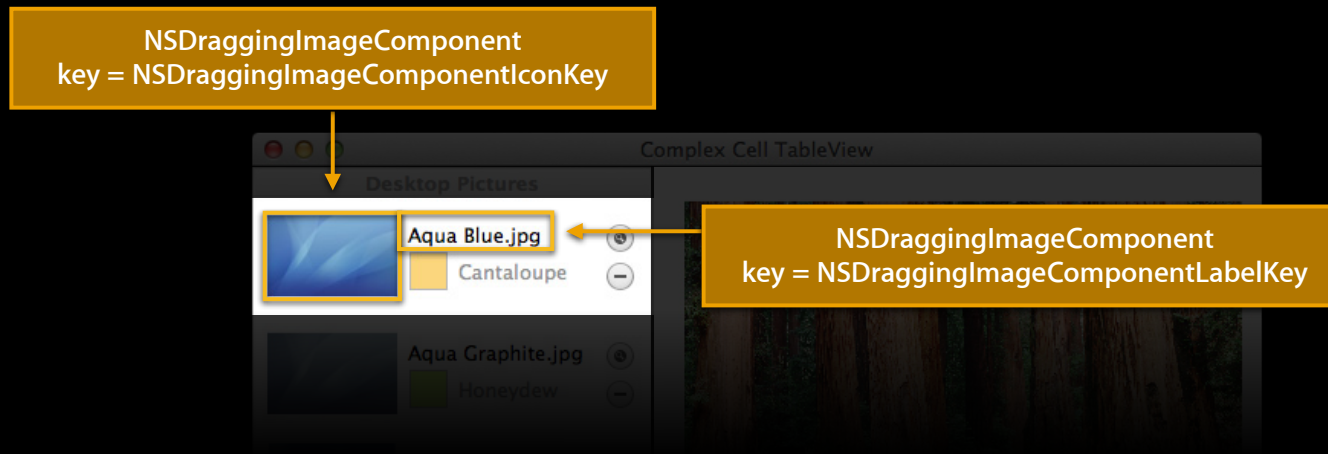 NSDraggingImageComponent
key = NSDraggingImageComponentIconKey
Complex Cell TableView
Desktop Pictures
Aqua Blue.jpg
Cantaloupe
NSDraggingImageComponent
key = NSDraggingImageComponentLabelKey
Aqua Graphite.jpg
Honeydew